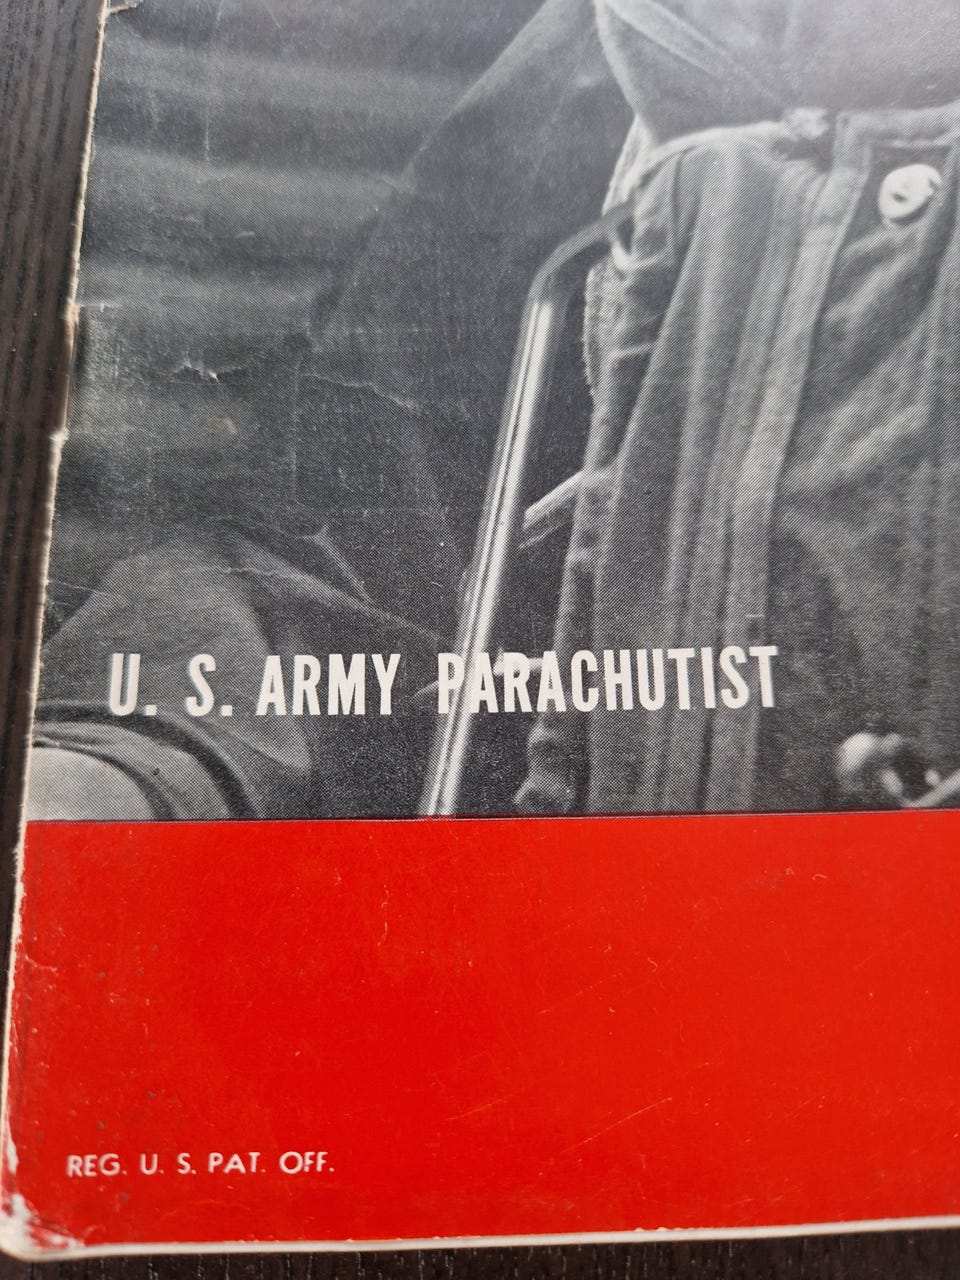 U. S. ARMY PARACHUTIST
REG. U. S. PAT. OFF.